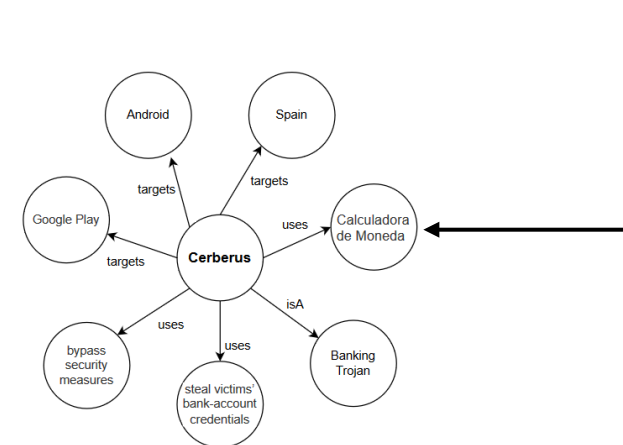 Android
Spain
targets
targets
Google Play
uses
Calculadora
de Moneda
Cerberus
targets
isA
uses
uses
bypass
security
measures
Banking
Trojan
steal victims'
bank-account
credentials